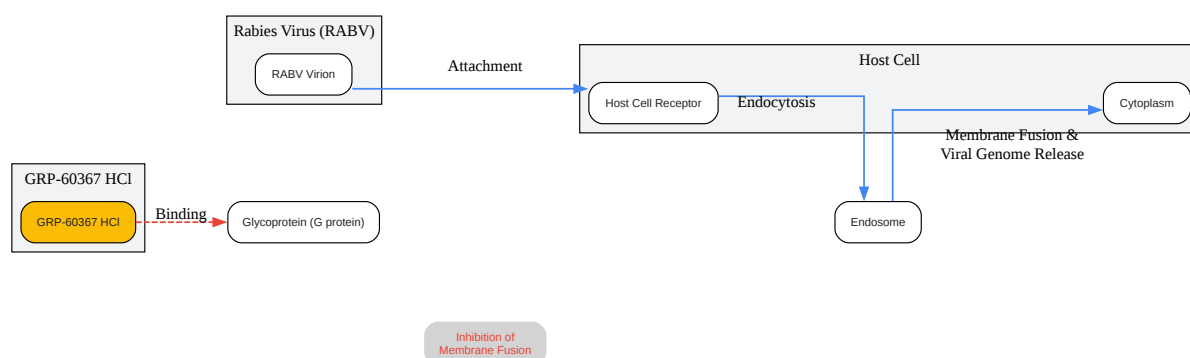 Rabies Virus (RABV)
RABV Virion
Attachment
Host Cell
Host Cell Receptor
Endocytosis
Cytoplasm
Membrane Fusion &
Viral Genome Release
GRP-60367 HCl
GRP-60367 HCl
Binding
Glycoprotein (G protein)
Endosome
Inhibition of
Membrane Fusion